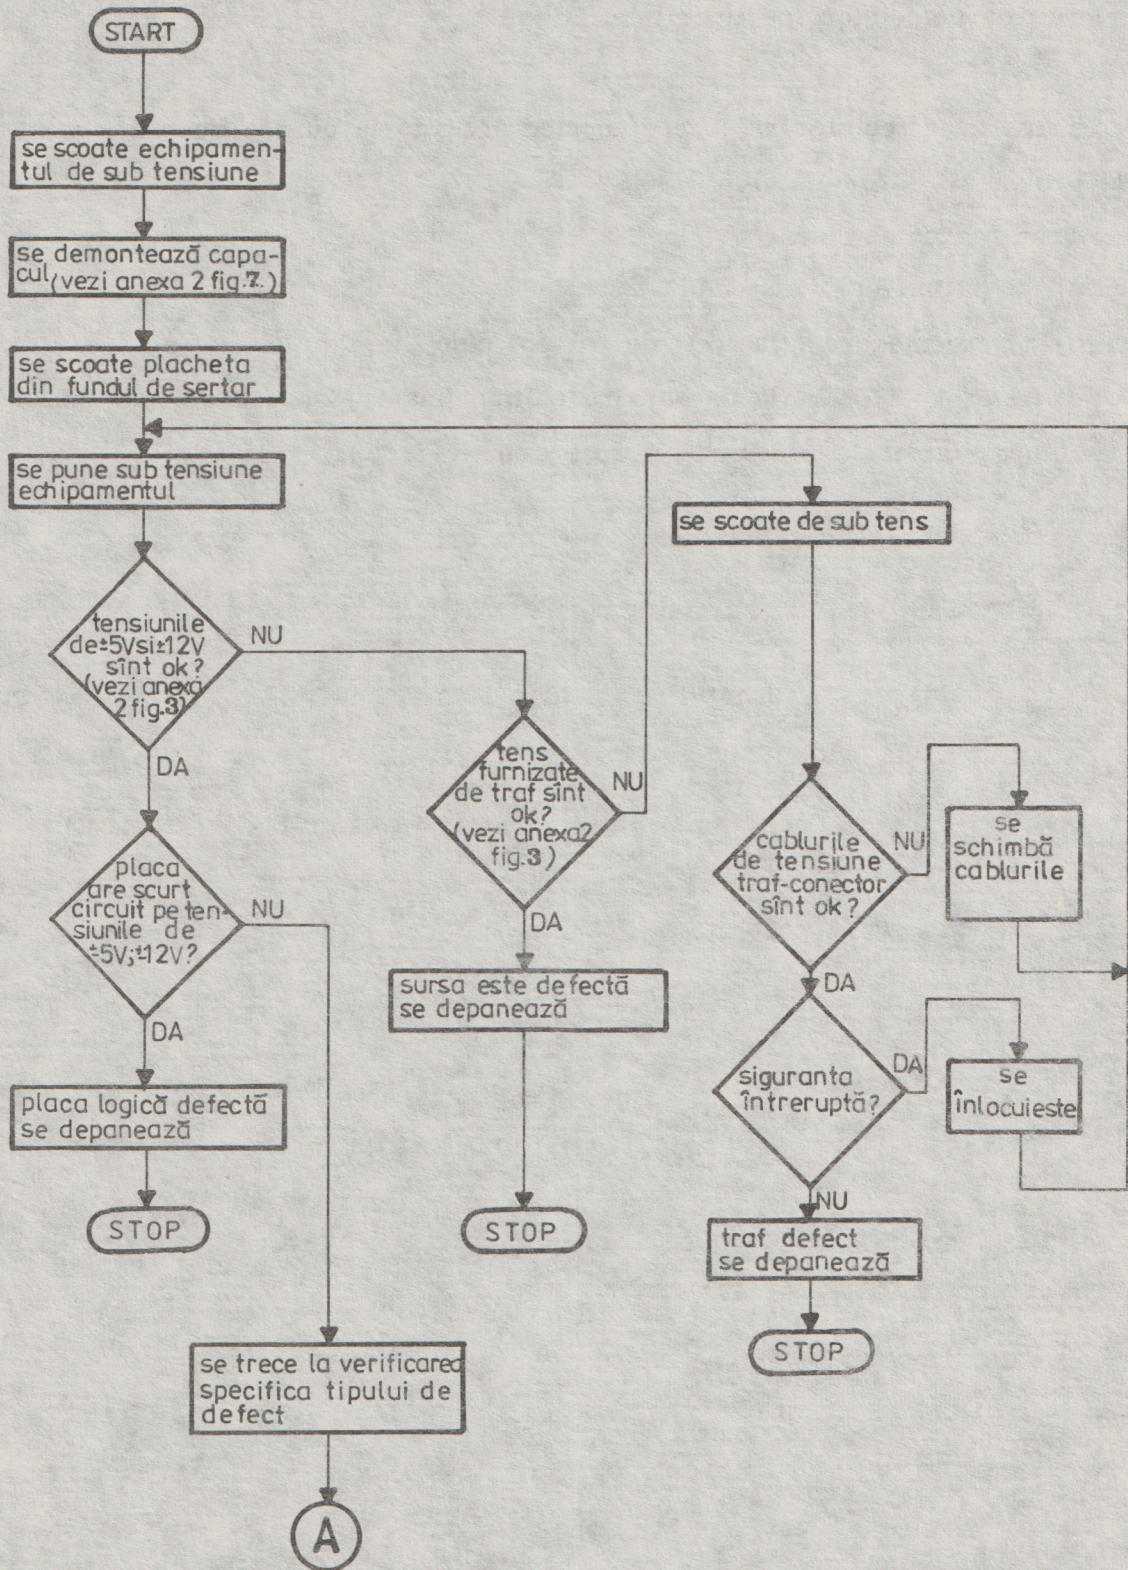 START
se scoate echipamen-
tul de sub tensiune
se demontează capa-
cul (vezi anexa 2 fig.7.)
se scoate placheta
din fundul de sertar
se pune sub tensiune
echipamentul
tensiunile
de ±5V si ±12V
sînt ok?
(vezi anexa
2 fig.3)
NU
DA
placa
are scurt
circuit pe ten-
siunile de
±5V; ±12V?
NU
DA
placa logică defectă
se depanează
STOP
se trece la verificarea
specifica tipului de
defect
A
tens
furnizate
de traf sînt
ok?
(vezi anexa 2
fig.3)
NU
DA
sursa este defectă
se depanează
STOP
se scoate de sub tens
cablurile
de tensiune
traf-conector
sînt ok?
NU
se
schimbă
cablurile
DA
siguranta
întreruptă?
DA
se
înlocuieste
NU
traf defect
se depanează
STOP